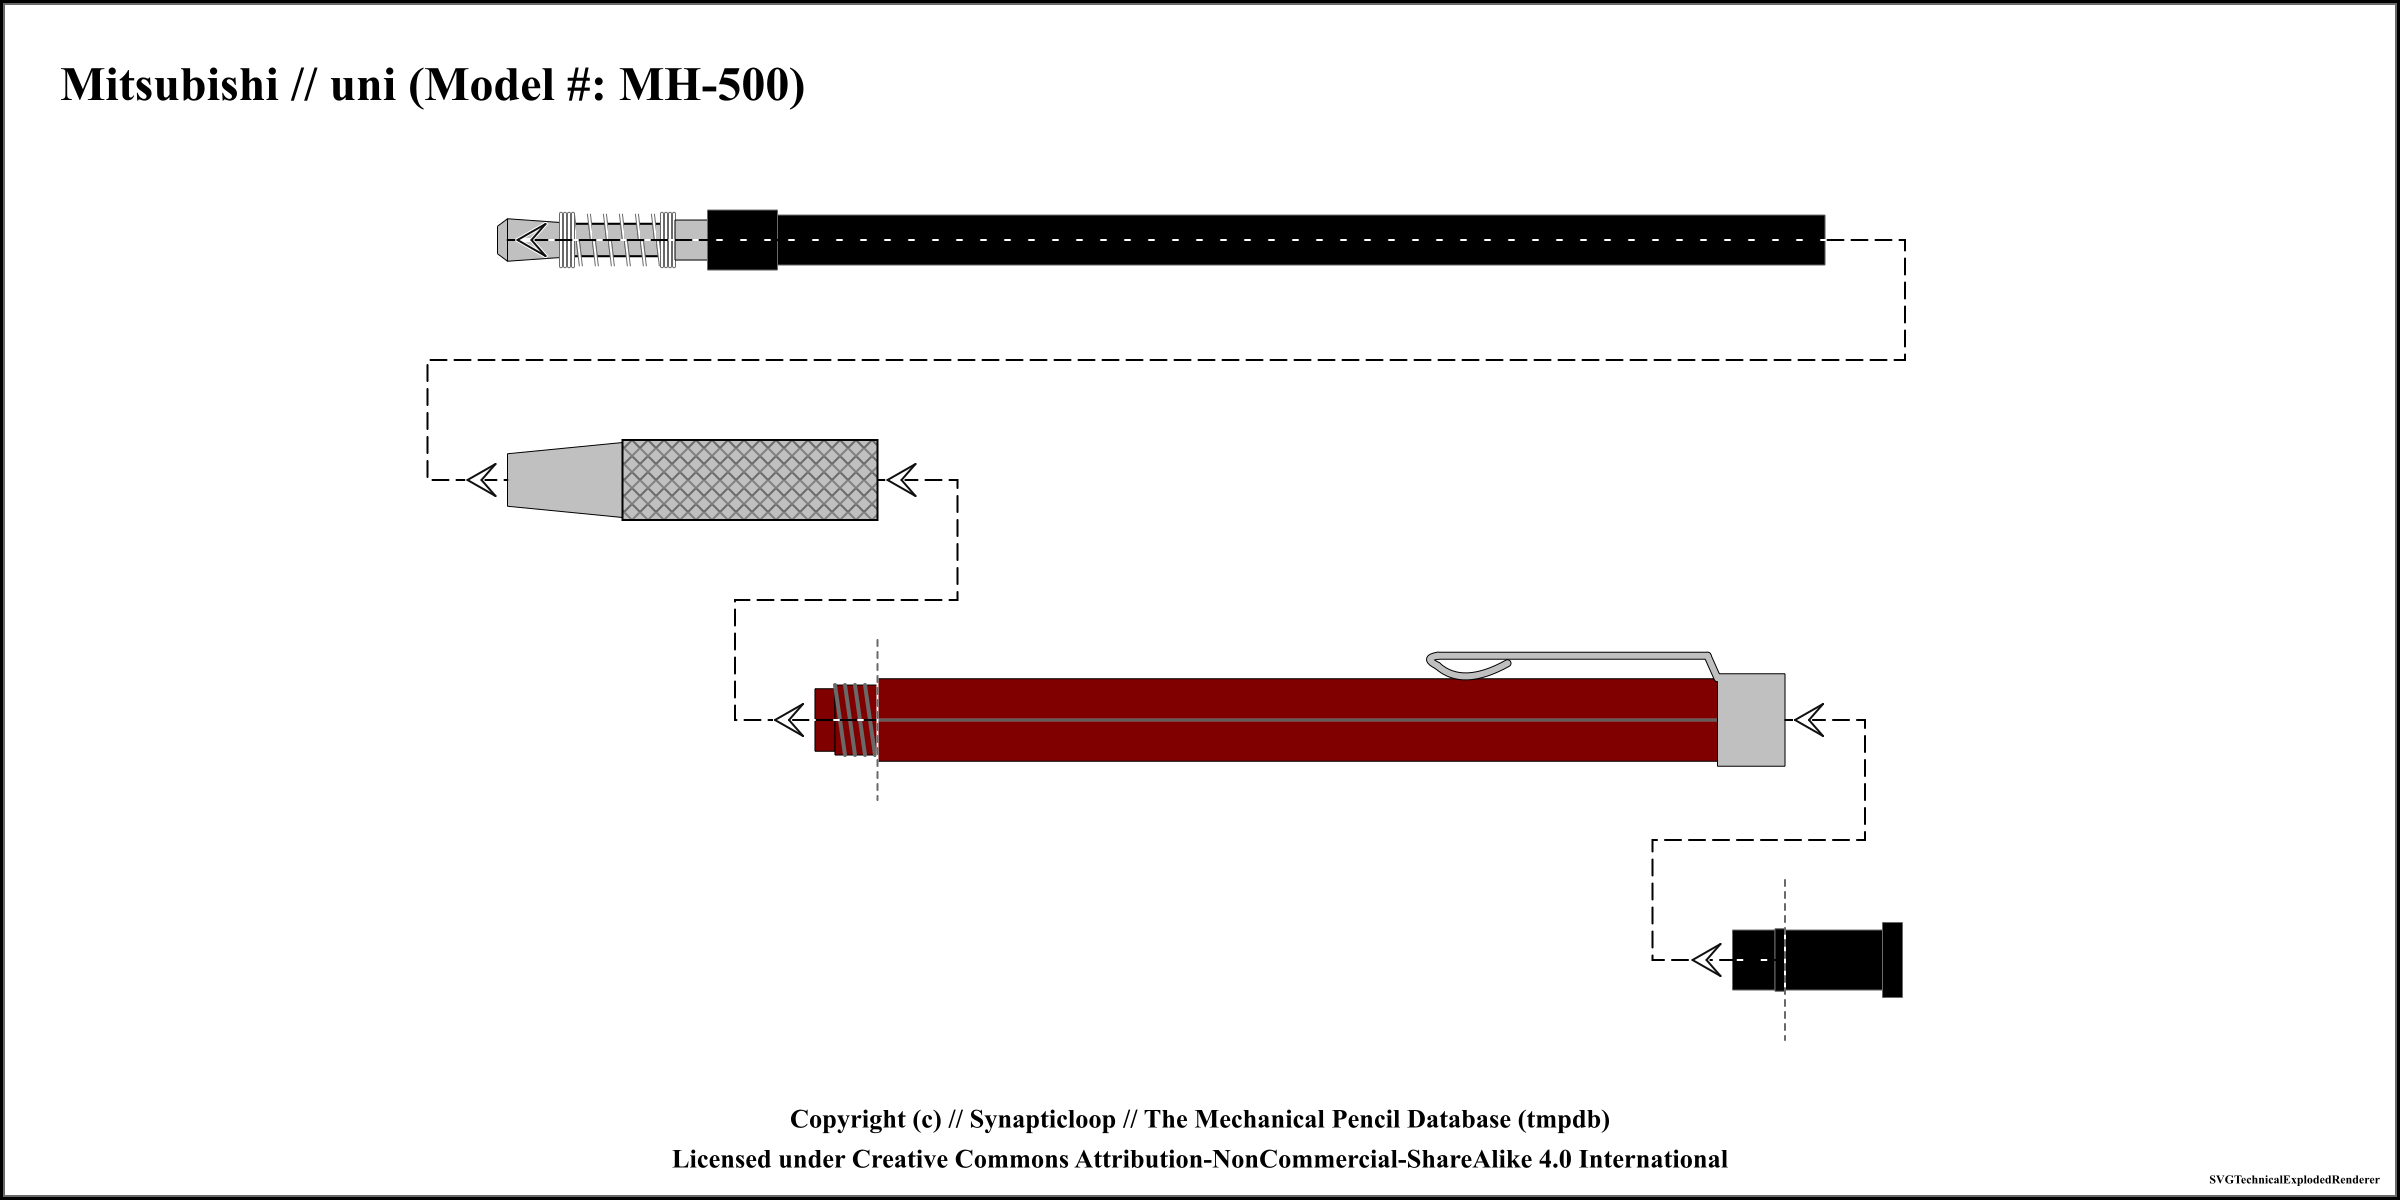 Mitsubishi // uni (Model #: MH-500)
Copyright (c) // Synapticloop // The Mechanical Pencil Database (tmpdb)
Licensed under Creative Commons Attribution-NonCommercial-ShareAlike 4.0 International
SVGTechnicalExplodedRenderer